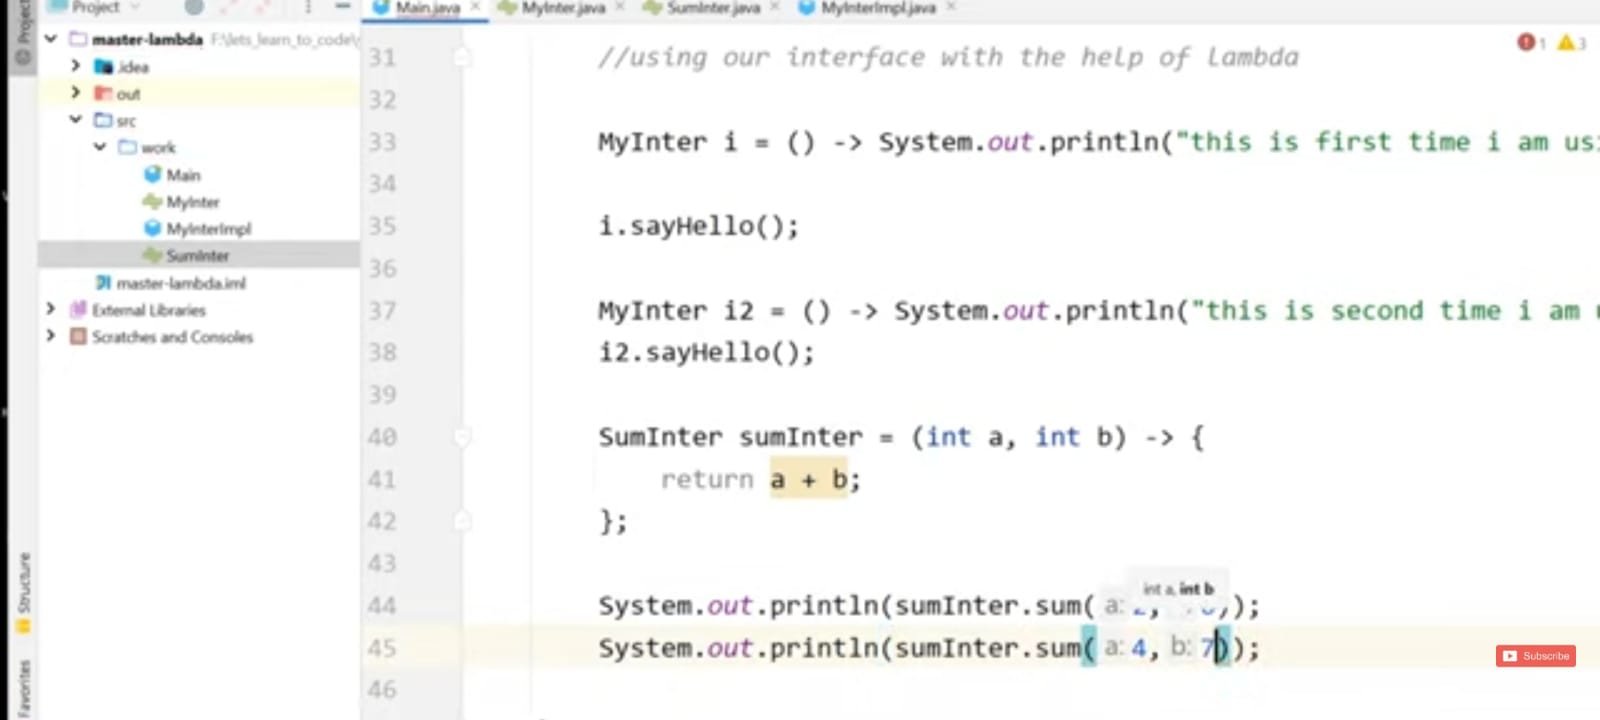 Project
Main.java × MyInter.java × SumInter.java × MyInterImpl.java ×
master-lambda F:\lets_learn_to_code\
.idea
out
src
work
Main
MyInter
MyInterImpl
SumInter
master-lambda.iml
External Libraries
Scratches and Consoles
Project
Structure
Favorites
1 3
31 //using our interface with the help of Lambda
32
33 MyInter i = () -> System.out.println("this is first time i am
34
35 i.sayHello();
36
37 MyInter i2 = () -> System.out.println("this is second time i am
38 i2.sayHello();
39
40 SumInter sumInter = (int a, int b) -> {
41 return a + b;
42 };
43
int a, int b
44 System.out.println(sumInter.sum( a: ));
45 System.out.println(sumInter.sum( a: 4, b: 7));
46
Subscribe